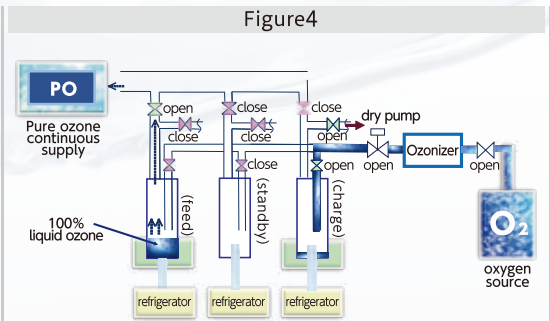 Figure4
PO
Pure ozone
continuous
supply
open
close
close
close
close
open
dry pump
close
open
open
Ozonizer
open
(feed)
(standby)
(charge)
100%
liquid ozone
O2
oxygen
source
refrigerator
refrigerator
refrigerator